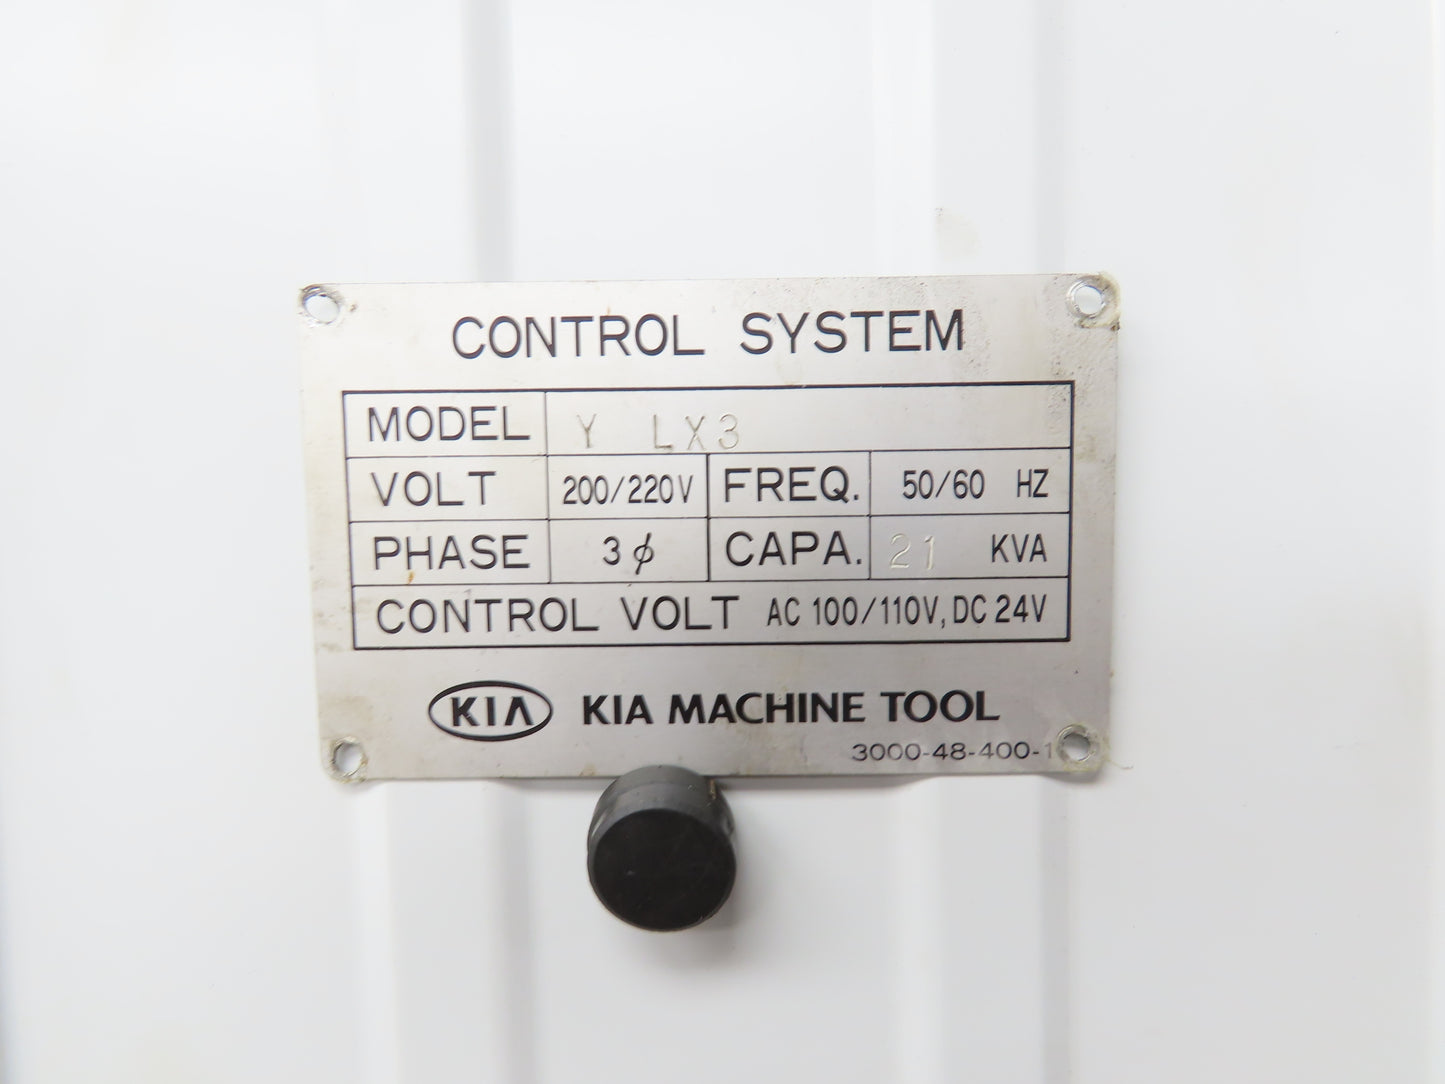 CONTROL SYSTEM
MODEL Y LX3
VOLT 200/220V FREQ. 50/60 HZ
PHASE 3ϕ CAPA. 21 KVA
CONTROL VOLT AC 100/110V, DC 24V
KIA KIA MACHINE TOOL
3000-48-400-1